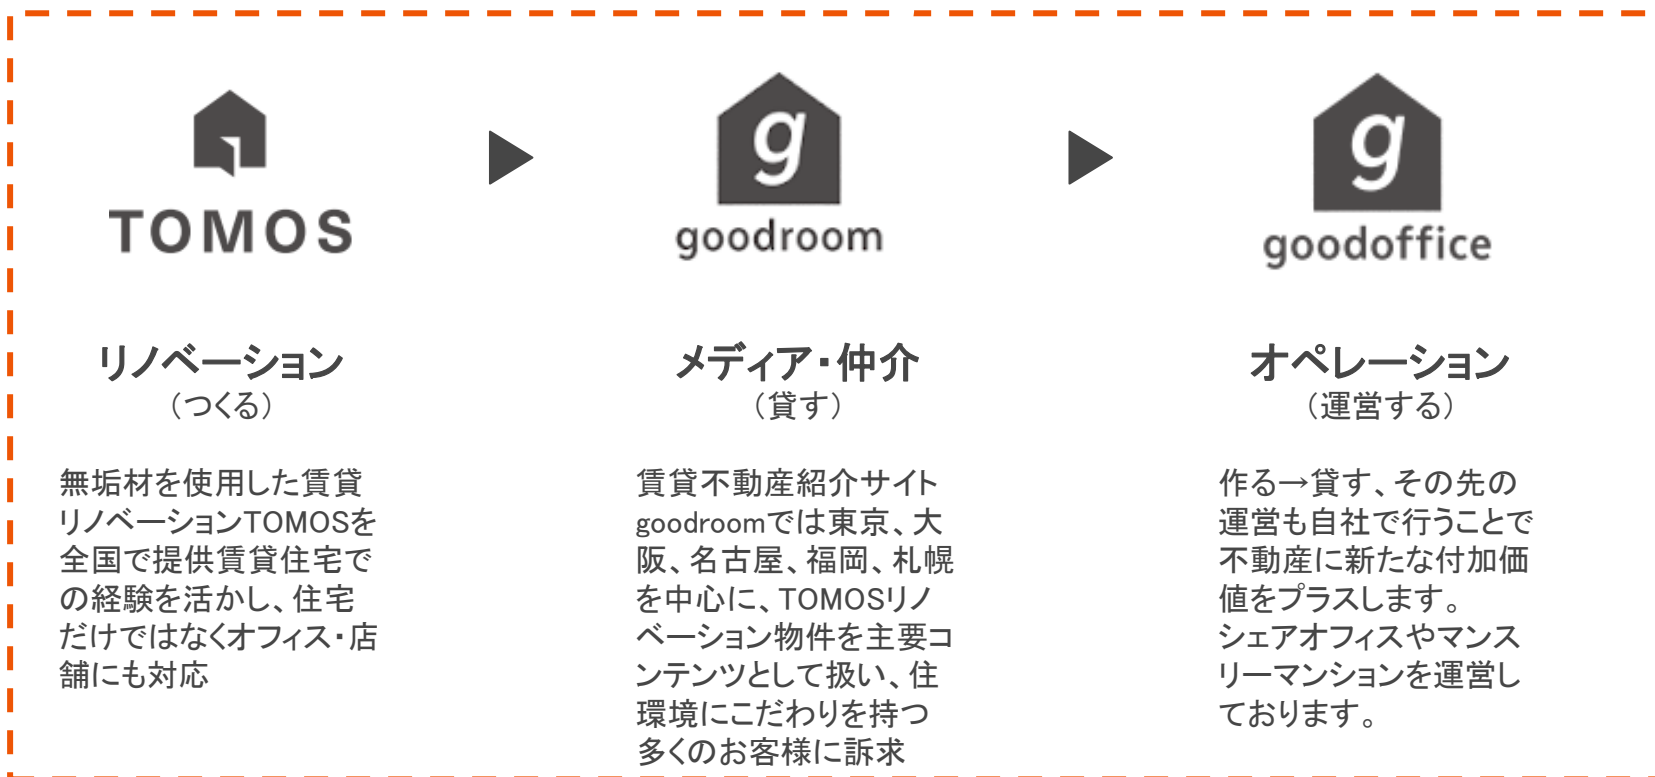 TOMOS
リノベーション
（つくる）
無垢材を使用した賃貸
リノベーションTOMOSを
全国で提供賃貸住宅で
の経験を活かし、住宅
だけではなくオフィス・店
舗にも対応
g
goodroom
メディア・仲介
（貸す）
賃貸不動産紹介サイト
goodroomでは東京、大
阪、名古屋、福岡、札幌
を中心に、TOMOSリノ
ベーション物件を主要コ
ンテンツとして扱い、住
環境にこだわりを持つ
多くのお客様に訴求
g
goodoffice
オペレーション
（運営する）
作る→貸す、その先の
運営も自社で行うことで
不動産に新たな付加価
値をプラスします。
シェアオフィスやマンス
リーマンションを運営し
ております。